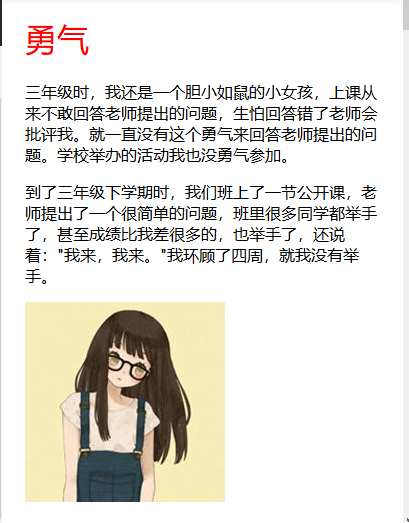 勇气
三年级时，我还是一个胆小如鼠的小女孩，上课从
来不敢回答老师提出的问题，生怕回答错了老师会
批评我。就一直没有这个勇气来回答老师提出的问
题。学校举办的活动我也没勇气参加。
到了三年级下学期时，我们班上了一节公开课，老
师提出了一个很简单的问题，班里很多同学都举手
了，甚至成绩比我差很多的，也举手了，还说
着："我来，我来。"我环顾了四周，就我没有举
手。